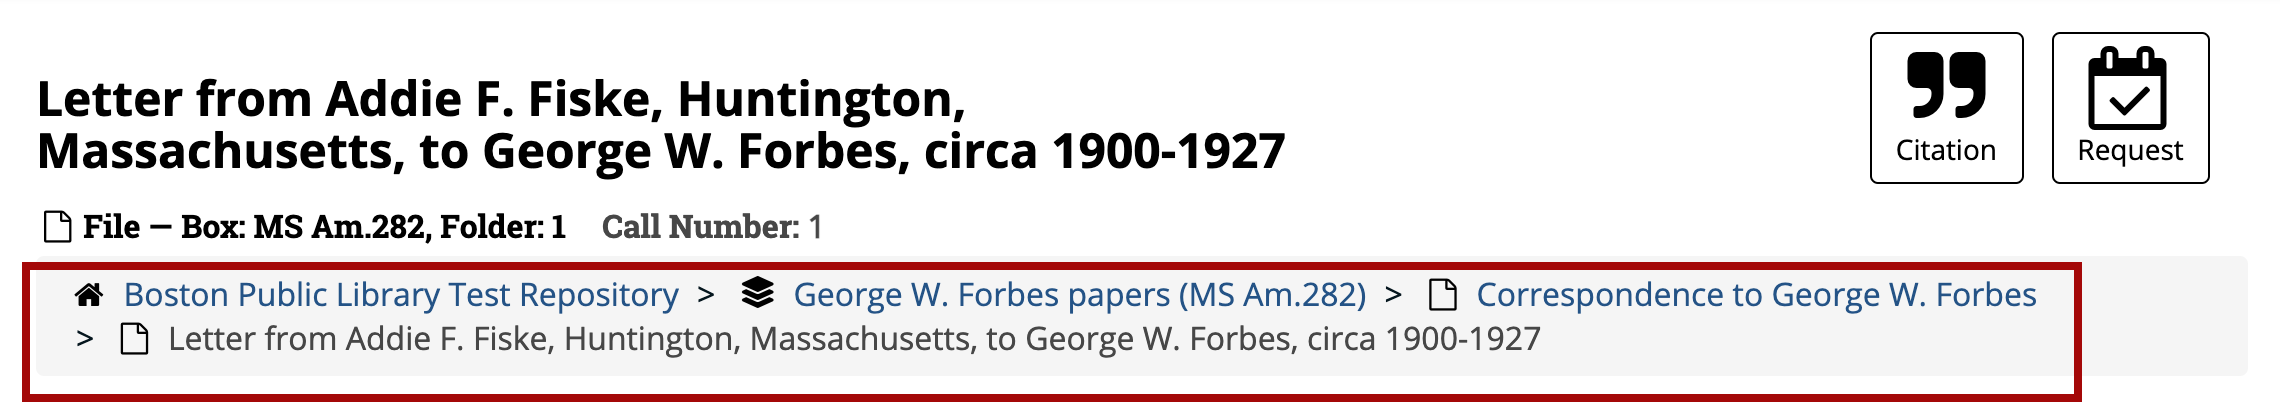 Letter from Addie F. Fiske, Huntington,
Massachusetts, to George W. Forbes, circa 1900-1927
Citation
Request
File — Box: MS Am.282, Folder: 1 Call Number: 1
Boston Public Library Test Repository > George W. Forbes papers (MS Am.282) > Correspondence to George W. Forbes
> Letter from Addie F. Fiske, Huntington, Massachusetts, to George W. Forbes, circa 1900-1927